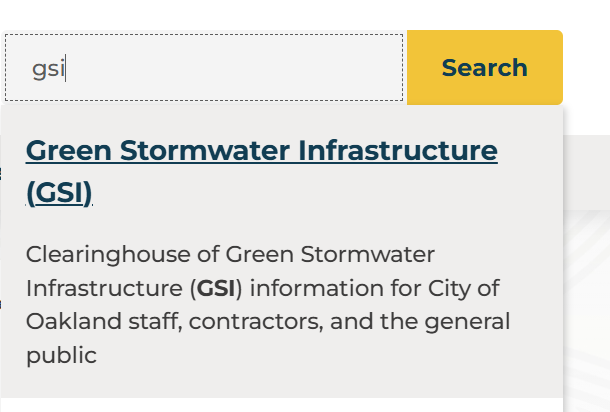 gsi
Search
Green Stormwater Infrastructure
(GSI)
Clearinghouse of Green Stormwater
Infrastructure (GSI) information for City of
Oakland staff, contractors, and the general
public